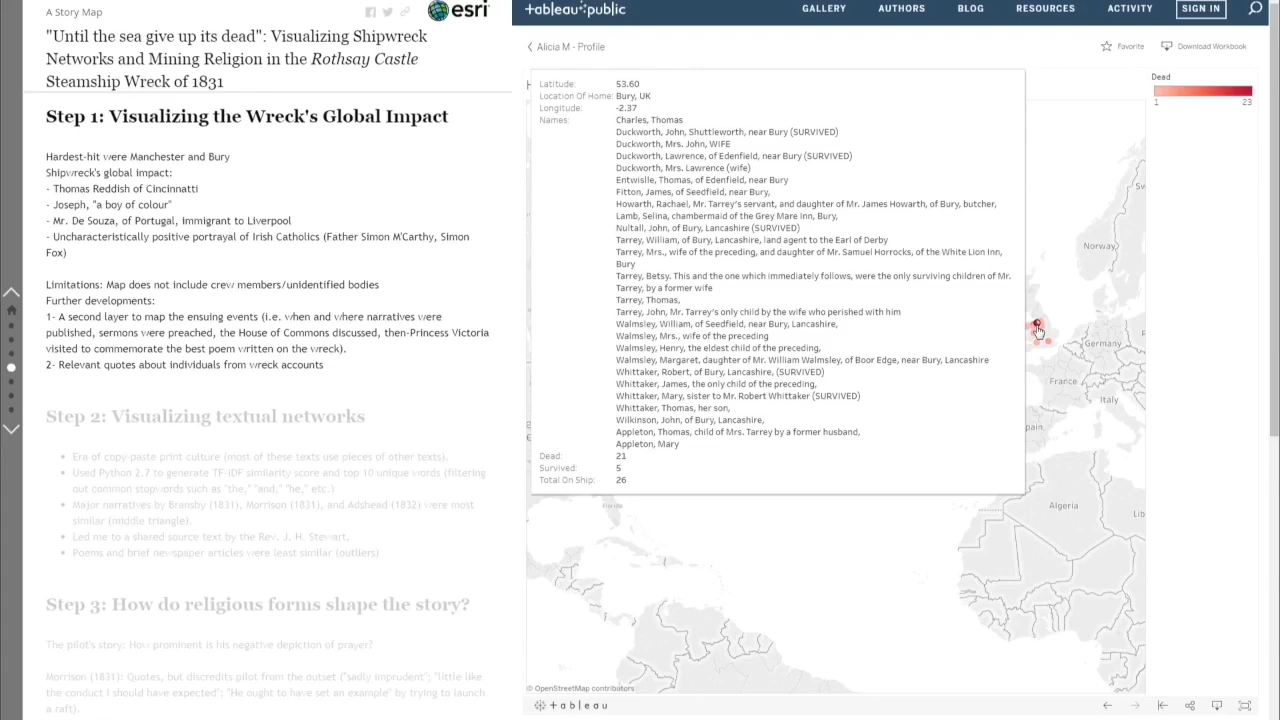 A Story Map
esri
"Until the sea give up its dead": Visualizing Shipwreck
Networks and Mining Religion in the Rothsay Castle
Steamship Wreck of 1831
Step 1: Visualizing the Wreck's Global Impact
Hardest-hit were Manchester and Bury
Shipwreck's global impact:
- Thomas Reddish of Cincinnatti
- Joseph, "a boy of colour"
- Mr. De Souza, of Portugal, immigrant to Liverpool
- Uncharacteristically positive portrayal of Irish Catholics (Father Simon M'Carthy, Simon
Fox)
Limitations: Map does not include crew members/unidentified bodies
Further developments:
1- A second layer to map the ensuing events (i.e. when and where narratives were
published, sermons were preached, the House of Commons discussed, then-Princess Victoria
visited to commemorate the best poem written on the wreck).
2- Relevant quotes about individuals from wreck accounts
Step 2: Visualizing textual networks
• Era of copy-paste print culture (most of these texts use pieces of other texts).
• Used Python 2.7 to generate TF-IDF similarity score and top 10 unique words (filtering
out common stopwords such as "the," "and," "he," etc.)
• Major narratives by Bransby (1831), Morrison (1831), and Adshead (1832) were most
similar (middle triangle).
• Led me to a shared source text by the Rev. J. H. Stewart.
• Poems and brief newspaper articles were least similar (outliers)
Step 3: How do religious forms shape the story?
The pilot's story: How prominent is his negative depiction of prayer?
Morrison (1831): Quotes, but discredits pilot from the outset ("sadly imprudent"; "little like
the conduct I should have expected"; "He ought to have set an example" by trying to launch
a raft).
+ableau+public
GALLERY AUTHORS BLOG RESOURCES ACTIVITY SIGN IN
Alicia M - Profile
Favorite Download Workbook
Latitude: 53.60
Location Of Home: Bury, UK
Longitude: -2.37
Names: Charles, Thomas
Duckworth, John, Shuttleworth, near Bury (SURVIVED)
Duckworth, Mrs. John, WIFE
Duckworth, Lawrence, of Edenfield, near Bury (SURVIVED)
Duckworth, Mrs. Lawrence (wife)
Entwislle, Thomas, of Edenfield, near Bury
Fitton, James, of Seedfield, near Bury,
Howarth, Rachael, Mr. Tarrey's servant, and daughter of Mr. James Howarth, of Bury, butcher,
Lamb, Selina, chambermaid of the Grey Mare Inn, Bury,
Nultall, John, of Bury, Lancashire (SURVIVED)
Tarrey, William, of Bury, Lancashire, land agent to the Earl of Derby
Tarrey, Mrs., wife of the preceding, and daughter of Mr. Samuel Horrocks, of the White Lion Inn,
Bury
Tarrey, Betsy. This and the one which immediately follows, were the only surviving children of Mr.
Tarrey, by a former wife
Tarrey, Thomas,
Tarrey, John, Mr. Tarrey's only child by the wife who perished with him
Walmsley, William, of Seedfield, near Bury, Lancashire,
Walmsley, Mrs., wife of the preceding
Walmsley, Henry, the eldest child of the preceding,
Walmsley, Margaret, daughter of Mr. William Walmsley, of Boor Edge, near Bury, Lancashire
Whittaker, Robert, of Bury, Lancashire, (SURVIVED)
Whittaker, James, the only child of the preceding,
Whittaker, Mary, sister to Mr. Robert Whittaker (SURVIVED)
Whittaker, Thomas, her son,
Wilkinson, John, of Bury, Lancashire,
Appleton, Thomas, child of Mrs. Tarrey by a former husband,
Appleton, Mary
Dead: 21
Survived: 5
Total On Ship: 26
Dead
1 23
Sw
Norway
Germany
France
Italy
pain
Algeria
Lib
Florida
© OpenStreetMap contributors
+ableau